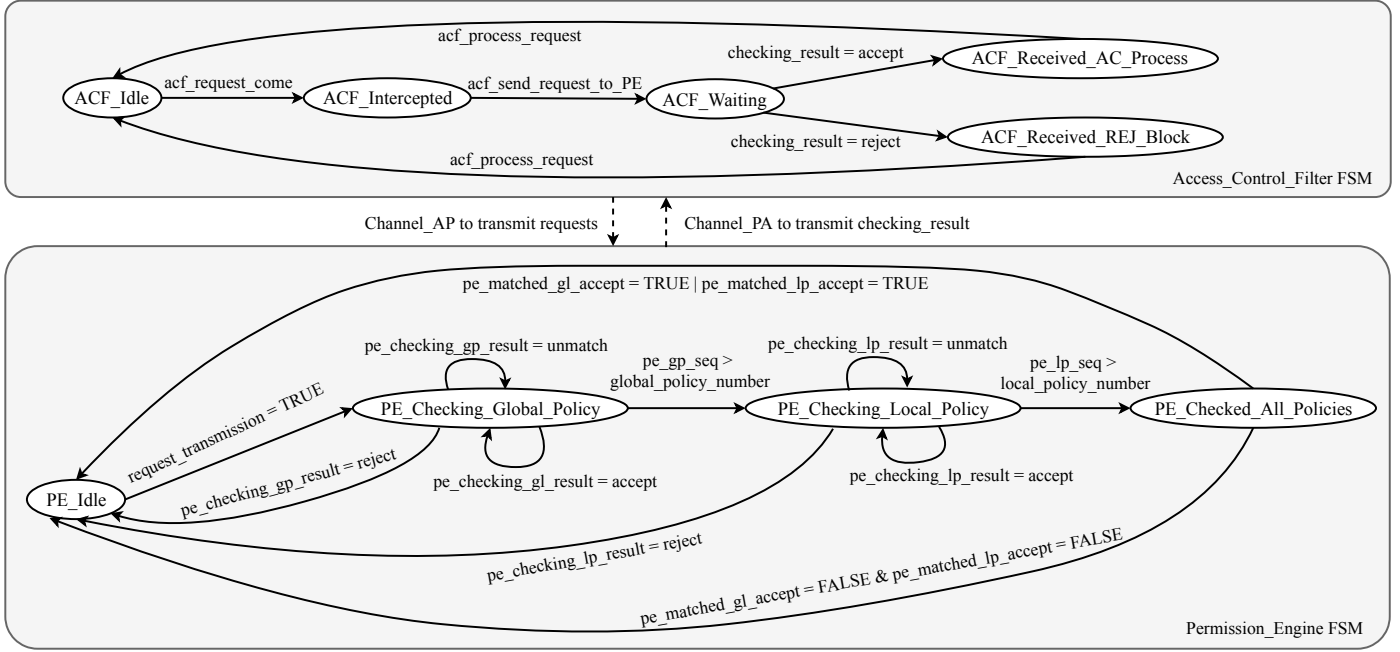 acf_process_request
checking_result = accept
ACF_Received_AC_Process
ACF_Idle
acf_request_come
ACF_Intercepted
acf_send_request_to_PE
ACF_Waiting
checking_result = reject
ACF_Received_REJ_Block
acf_process_request
Access_Control_Filter FSM
Channel_AP to transmit requests
Channel_PA to transmit checking_result
pe_matched_gl_accept = TRUE | pe_matched_lp_accept = TRUE
pe_checking_gp_result = unmatch
pe_gp_seq >
global_policy_number
pe_checking_lp_result = unmatch
pe_lp_seq >
local_policy_number
request_transmission = TRUE
PE_Checking_Global_Policy
PE_Checking_Local_Policy
PE_Checked_All_Policies
PE_Idle
pe_checking_gp_result = reject
pe_checking_gl_result = accept
pe_checking_lp_result = accept
pe_checking_lp_result = reject
pe_matched_gl_accept = FALSE & pe_matched_lp_accept = FALSE
Permission_Engine FSM